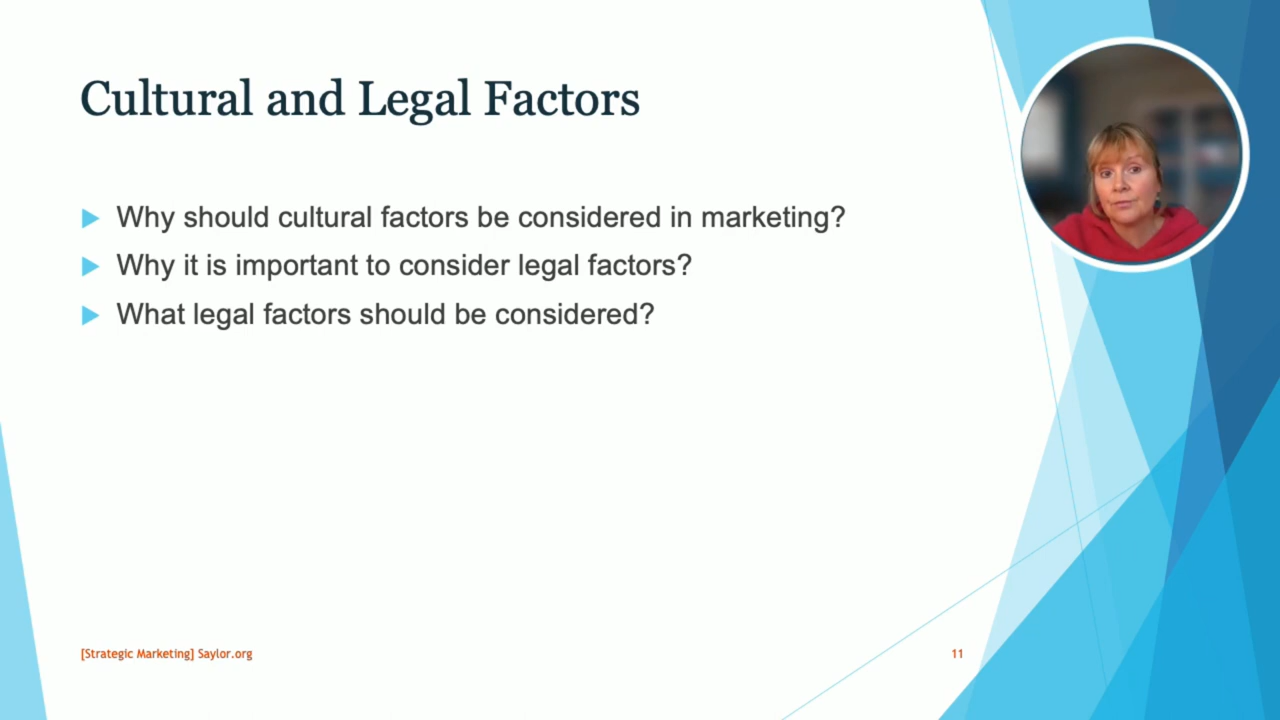 Cultural and Legal Factors
Why should cultural factors be considered in marketing?
Why it is important to consider legal factors?
What legal factors should be considered?
[Strategic Marketing] Saylor.org
11